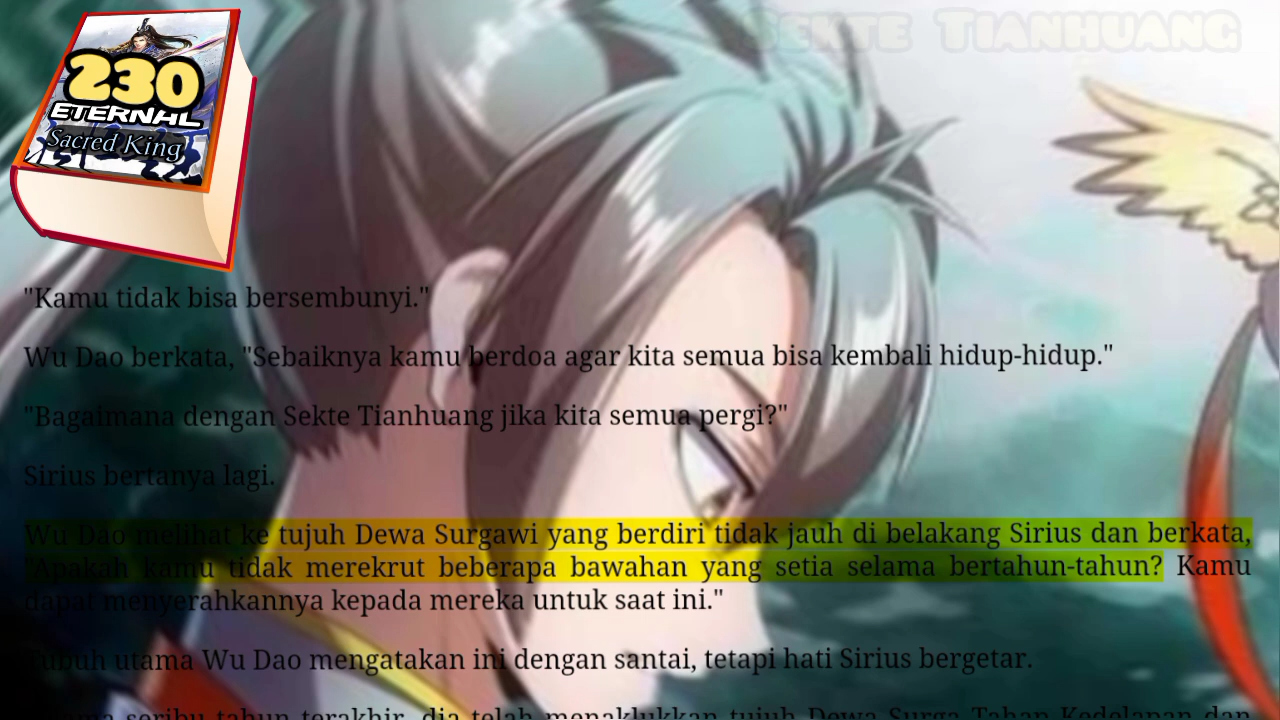 Sekte Tianhuang
230
ETERNAL
Sacred King
"Kamu tidak bisa bersembunyi."
Wu Dao berkata, "Sebaiknya kamu berdoa agar kita semua bisa kembali hidup-hidup."
"Bagaimana dengan Sekte Tianhuang jika kita semua pergi?"
Sirius bertanya lagi.
Wu Dao melihat ke tujuh Dewa Surgawi yang berdiri tidak jauh di belakang Sirius dan berkata,
"Apakah kamu tidak merekrut beberapa bawahan yang setia selama bertahun-tahun? Kamu
dapat menyerahkannya kepada mereka untuk saat ini."
Tubuh utama Wu Dao mengatakan ini dengan santai, tetapi hati Sirius bergetar.
seribu tahun terakhir, dia telah menaklukkan tujuh Dewa Surga Tahap Kedelapan dan